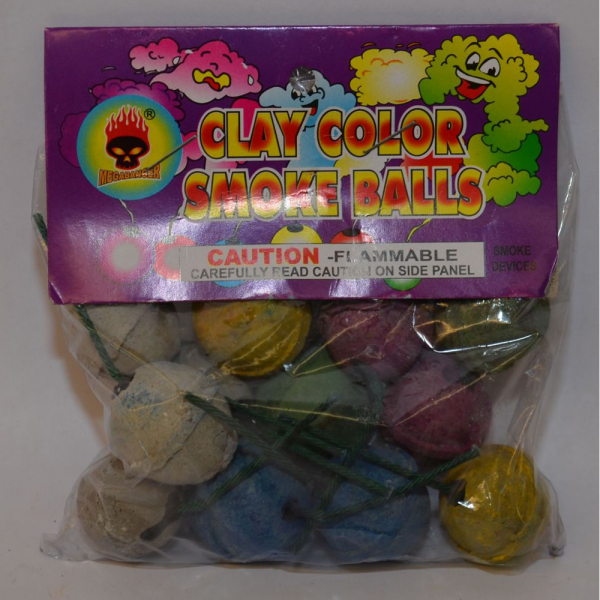 ®
MEGABANGER
CLAY COLOR
SMOKE BALLS
CAUTION -FLAMMABLE
CAREFULLY READ CAUTION ON SIDE PANEL
SMOKE
DEVICES